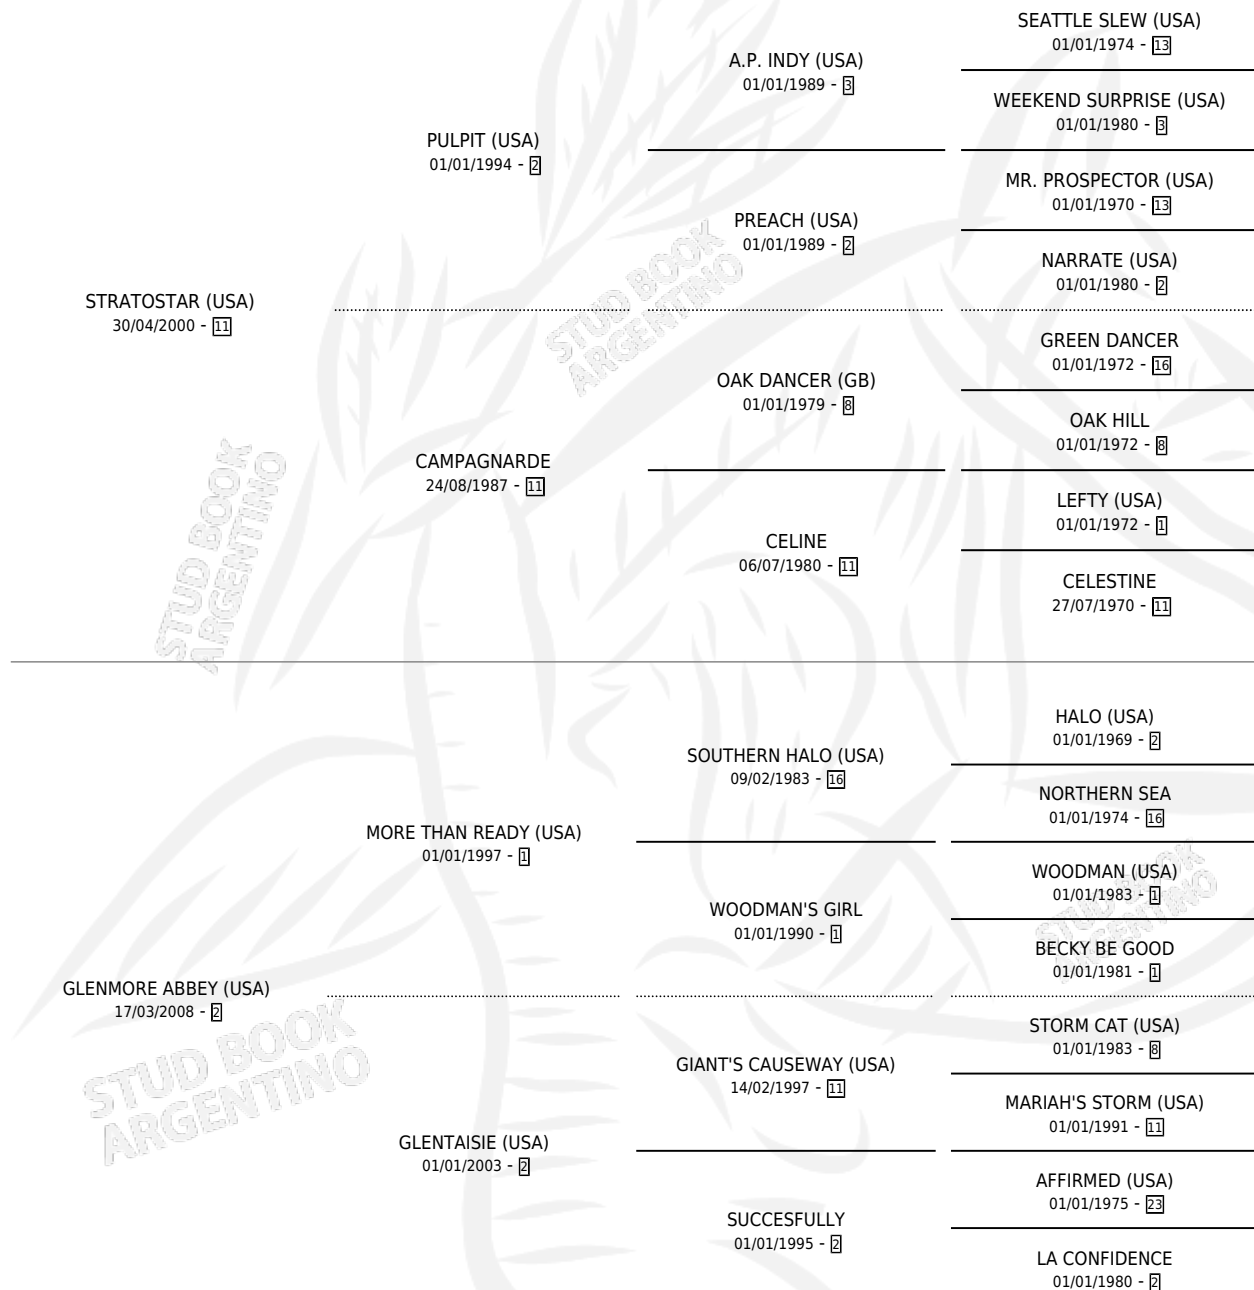 SEATTLE SLEW (USA)
01/01/1974 - 13
A.P. INDY (USA)
01/01/1989 - 3
WEEKEND SURPRISE (USA)
01/01/1980 - 3
PULPIT (USA)
01/01/1994 - 2
MR. PROSPECTOR (USA)
01/01/1970 - 13
PREACH (USA)
01/01/1989 - 2
NARRATE (USA)
01/01/1980 - 2
STRATOSTAR (USA)
30/04/2000 - 11
STUD BOOK
ARGENTINO
GREEN DANCER
01/01/1972 - 16
OAK DANCER (GB)
01/01/1979 - 8
OAK HILL
01/01/1972 - 8
CAMPAGNARDE
24/08/1987 - 11
LEFTY (USA)
01/01/1972 - 1
CELINE
06/07/1980 - 11
CELESTINE
27/07/1970 - 11
STUD BOOK
ARGENTINO
HALO (USA)
01/01/1969 - 2
SOUTHERN HALO (USA)
09/02/1983 - 16
NORTHERN SEA
01/01/1974 - 16
MORE THAN READY (USA)
01/01/1997 - 1
WOODMAN (USA)
01/01/1983 - 1
WOODMAN'S GIRL
01/01/1990 - 1
BECKY BE GOOD
01/01/1981 - 1
STUD BOOK
ARGENTINO
GLENMORE ABBEY (USA)
17/03/2008 - 2
STUD BOOK
ARGENTINO
STORM CAT (USA)
01/01/1983 - 8
GIANT'S CAUSEWAY (USA)
14/02/1997 - 11
MARIAH'S STORM (USA)
01/01/1991 - 11
GLENTAISIE (USA)
01/01/2003 - 2
AFFIRMED (USA)
01/01/1975 - 23
SUCCESFULLY
01/01/1995 - 2
LA CONFIDENCE
01/01/1980 - 2